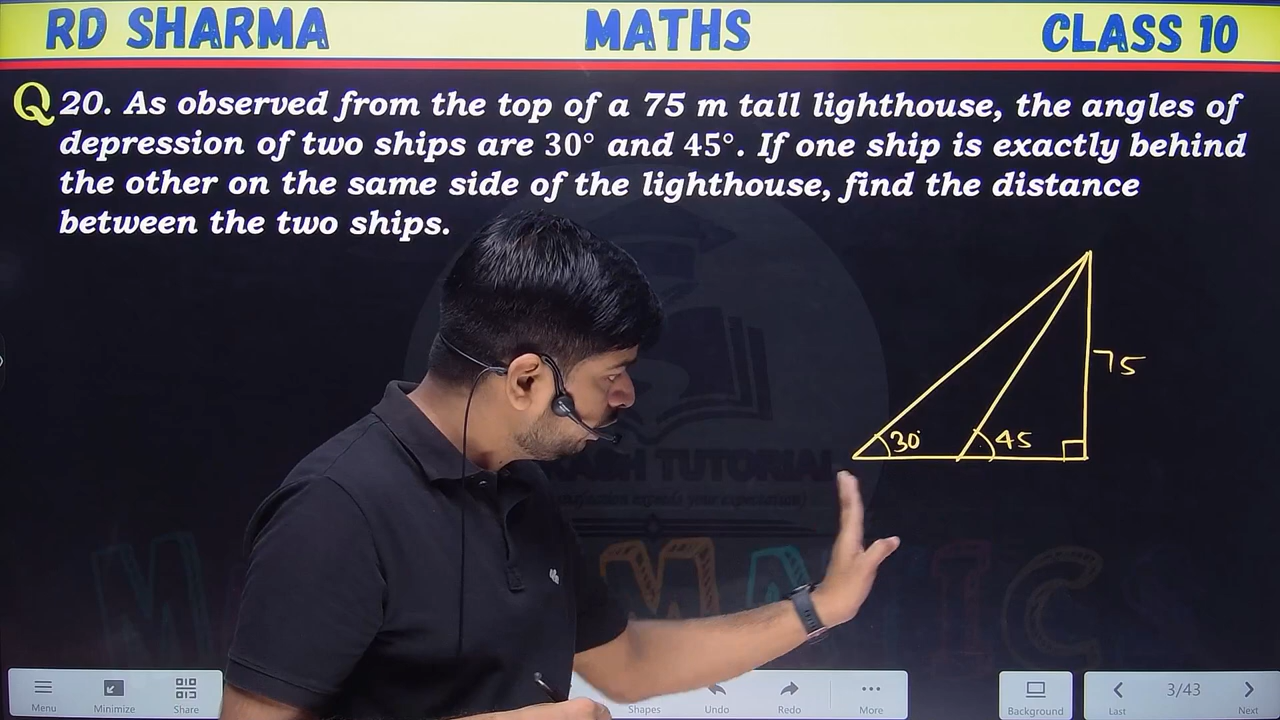 RD SHARMA MATHS CLASS 10
Q 20. As observed from the top of a 75 m tall lighthouse, the angles of
depression of two ships are 30° and 45°. If one ship is exactly behind
the other on the same side of the lighthouse, find the distance
between the two ships.
75
30°
45
TUTORIAL
Menu Minimize Share Shapes Undo Redo More Background Last 3/43 Next